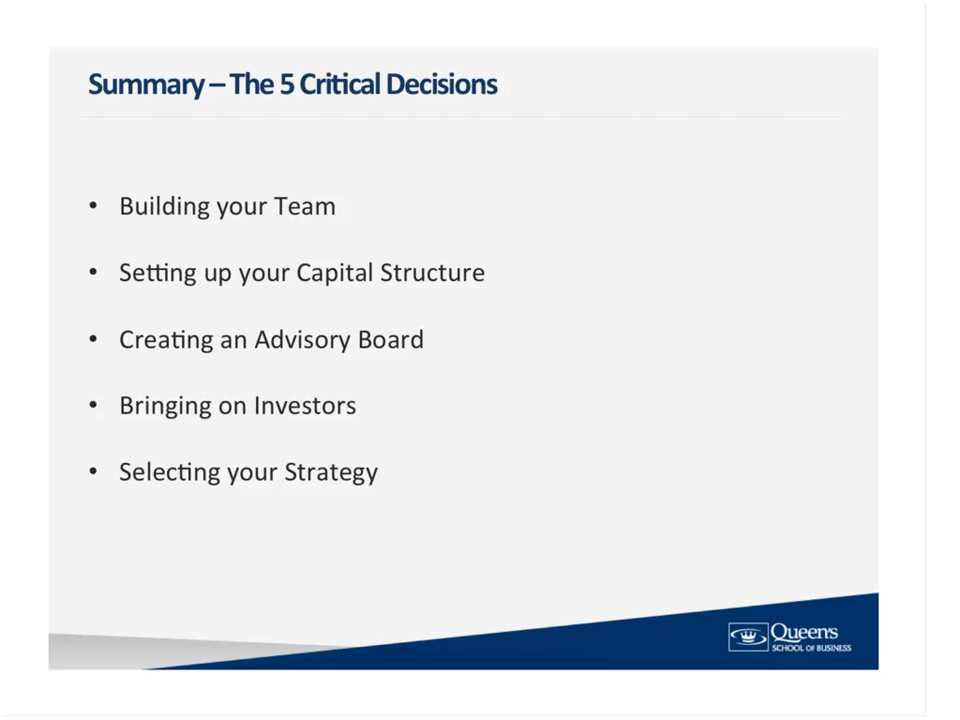 Summary – The 5 Critical Decisions
• Building your Team
• Setting up your Capital Structure
• Creating an Advisory Board
• Bringing on Investors
• Selecting your Strategy
Queen's
SCHOOL OF BUSINESS